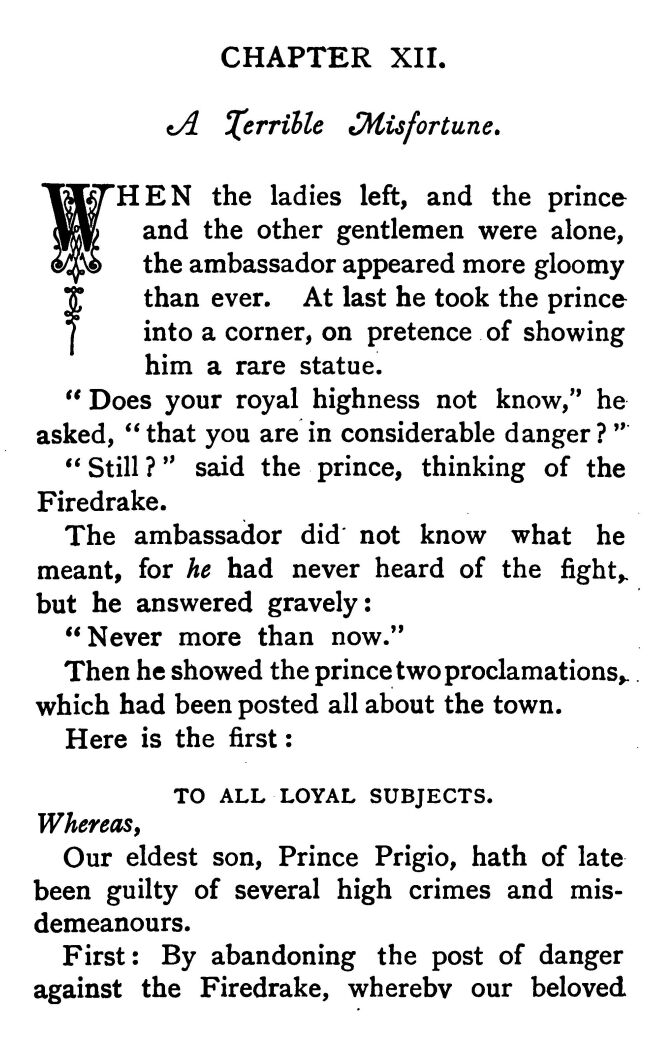 CHAPTER XII.
A Terrible Misfortune.
WHEN the ladies left, and the prince
and the other gentlemen were alone,
the ambassador appeared more gloomy
than ever. At last he took the prince
into a corner, on pretence of showing
him a rare statue.
"Does your royal highness not know," he
asked, "that you are in considerable danger?"
"Still?" said the prince, thinking of the
Firedrake.
The ambassador did not know what he
meant, for he had never heard of the fight,
but he answered gravely:
"Never more than now."
Then he showed the prince two proclamations,
which had been posted all about the town.
Here is the first:
TO ALL LOYAL SUBJECTS.
Whereas,
Our eldest son, Prince Prigio, hath of late
been guilty of several high crimes and mis-
demeanours.
First: By abandoning the post of danger
against the Firedrake, whereby our beloved